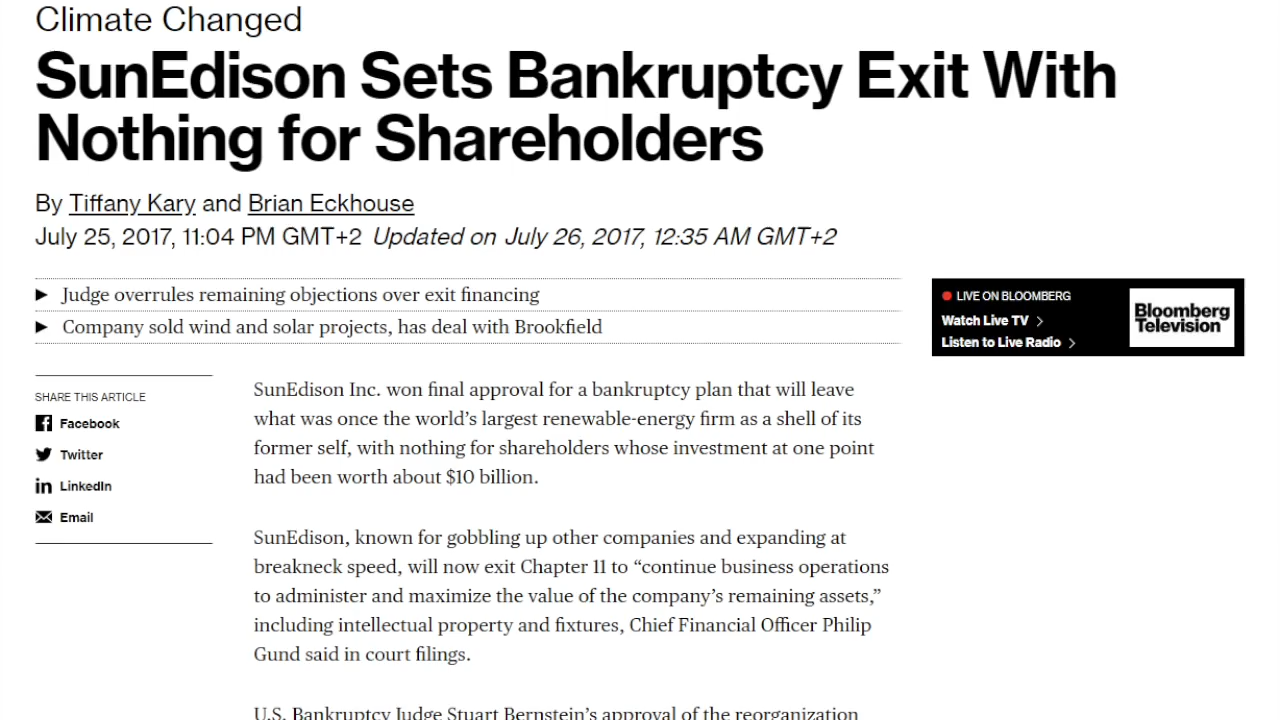 Climate Changed
SunEdison Sets Bankruptcy Exit With
Nothing for Shareholders
By Tiffany Kary and Brian Eckhouse
July 25, 2017, 11:04 PM GMT+2 Updated on July 26, 2017, 12:35 AM GMT+2
Judge overrules remaining objections over exit financing
Company sold wind and solar projects, has deal with Brookfield
LIVE ON BLOOMBERG
Watch Live TV >
Listen to Live Radio >
Bloomberg
Television
SHARE THIS ARTICLE
Facebook
Twitter
LinkedIn
Email
SunEdison Inc. won final approval for a bankruptcy plan that will leave
what was once the world’s largest renewable-energy firm as a shell of its
former self, with nothing for shareholders whose investment at one point
had been worth about $10 billion.
SunEdison, known for gobbling up other companies and expanding at
breakneck speed, will now exit Chapter 11 to “continue business operations
to administer and maximize the value of the company’s remaining assets,”
including intellectual property and fixtures, Chief Financial Officer Philip
Gund said in court filings.
U.S. Bankruptcy Judge Stuart Bernstein’s approval of the reorganization